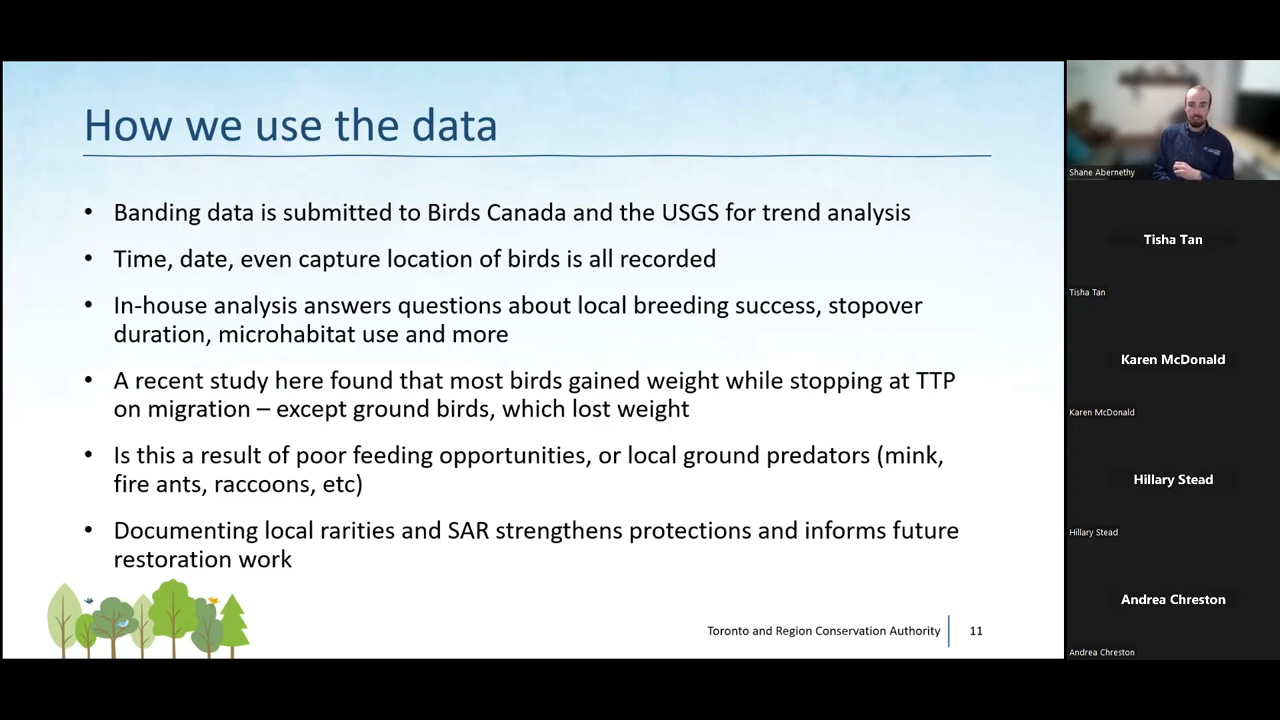 How we use the data
• Banding data is submitted to Birds Canada and the USGS for trend analysis
• Time, date, even capture location of birds is all recorded
• In-house analysis answers questions about local breeding success, stopover
duration, microhabitat use and more
• A recent study here found that most birds gained weight while stopping at TTP
on migration – except ground birds, which lost weight
• Is this a result of poor feeding opportunities, or local ground predators (mink,
fire ants, raccoons, etc)
• Documenting local rarities and SAR strengthens protections and informs future
restoration work
Toronto and Region Conservation Authority
11
Shane Abernethy
Tisha Tan
Tisha Tan
Karen McDonald
Karen McDonald
Hillary Stead
Hillary Stead
Andrea Chreston
Andrea Chreston